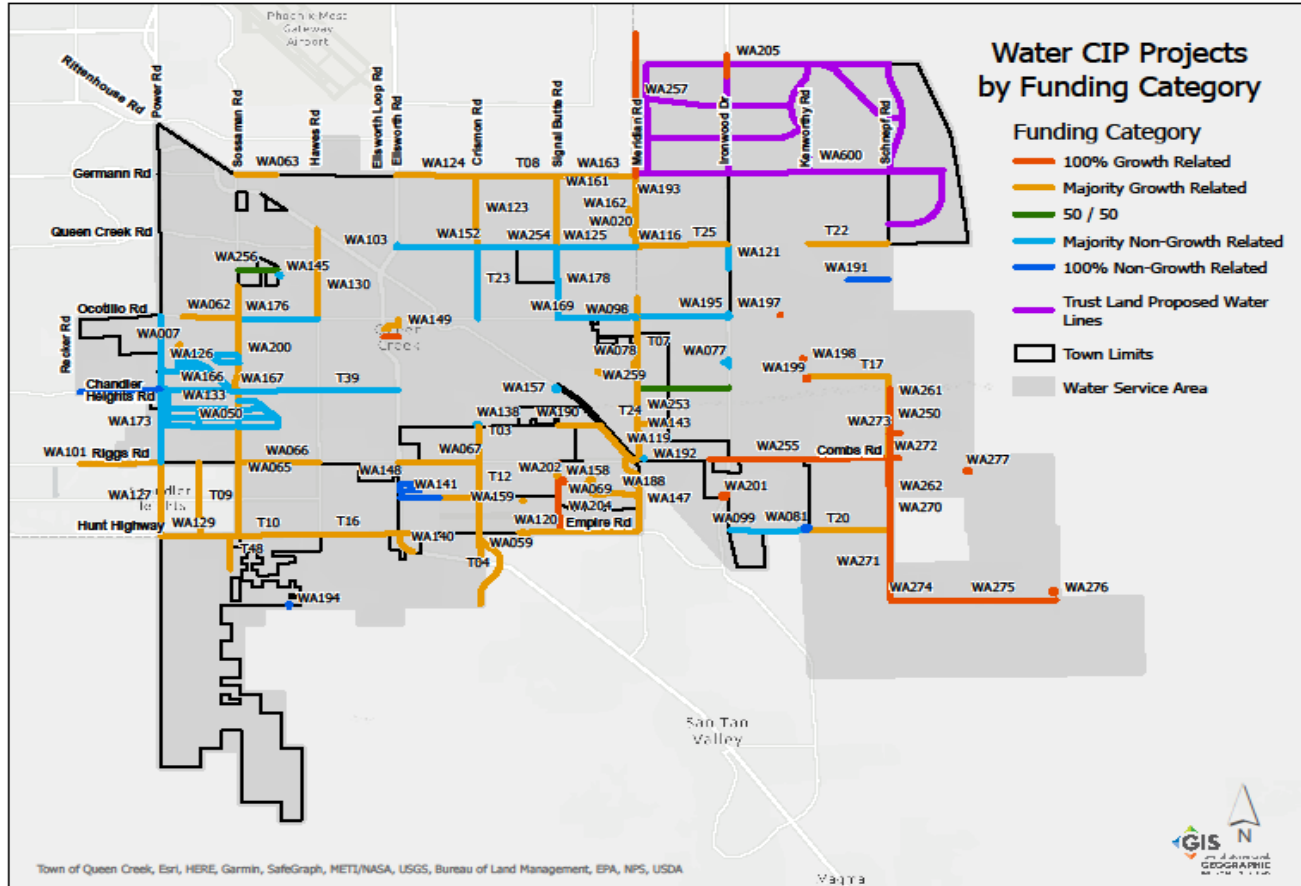 Water CIP Projects
by Funding Category
Funding Category
100% Growth Related
Majority Growth Related
50 / 50
Majority Non-Growth Related
100% Non-Growth Related
Trust Land Proposed Water
Lines
Town Limits
Water Service Area
Phoenix-Mesa
Gateway
Airport
Rittenhouse Rd
Power Rd
Sossaman Rd
Hawes Rd
Ellsworth Loop Rd
Ellsworth Rd
Crismon Rd
Signal Butte Rd
Meridian Rd
Ironwood Dr
Kenworthy Rd
Schnepf Rd
WA205
WA257
WA063
WA124
T08
WA163
WA600
Germann Rd
WA161
WA193
WA162
WA123
WA020
Queen Creek Rd
WA103
WA152
WA254
WA125
WA116
T25
WA121
T22
WA256
WA145
WA130
T23
WA178
WA191
Ocotillo Rd
WA062
WA176
WA169
WA098
WA195
WA197
WA007
WA149
Queen
Creek
Recker Rd
WA126
WA200
WA078
T07
WA077
WA198
WA199
T17
WA166
WA167
T39
WA259
Chandler
Heights Rd
WA133
WA157
WA261
WA050
WA138
WA190
T24
WA253
WA250
WA173
T03
WA143
WA273
WA119
WA272
WA101
Riggs Rd
WA066
WA067
WA192
WA255
Combs Rd
WA065
WA148
WA202
WA158
WA277
T12
WA188
WA141
WA069
WA262
WA127
T09
WA159
WA147
WA201
WA204
WA270
WA129
Hunt Highway
T10
T16
WA120
Empire Rd
WA099
WA081
T20
WA140
WA059
T48
T04
WA271
WA194
WA274
WA275
WA276
San Tan
Valley
Magma
N
GIS
GEOGRAPHIC
Town of Queen Creek, Esri, HERE, Garmin, SafeGraph, METI/NASA, USGS, Bureau of Land Management, EPA, NPS, USDA